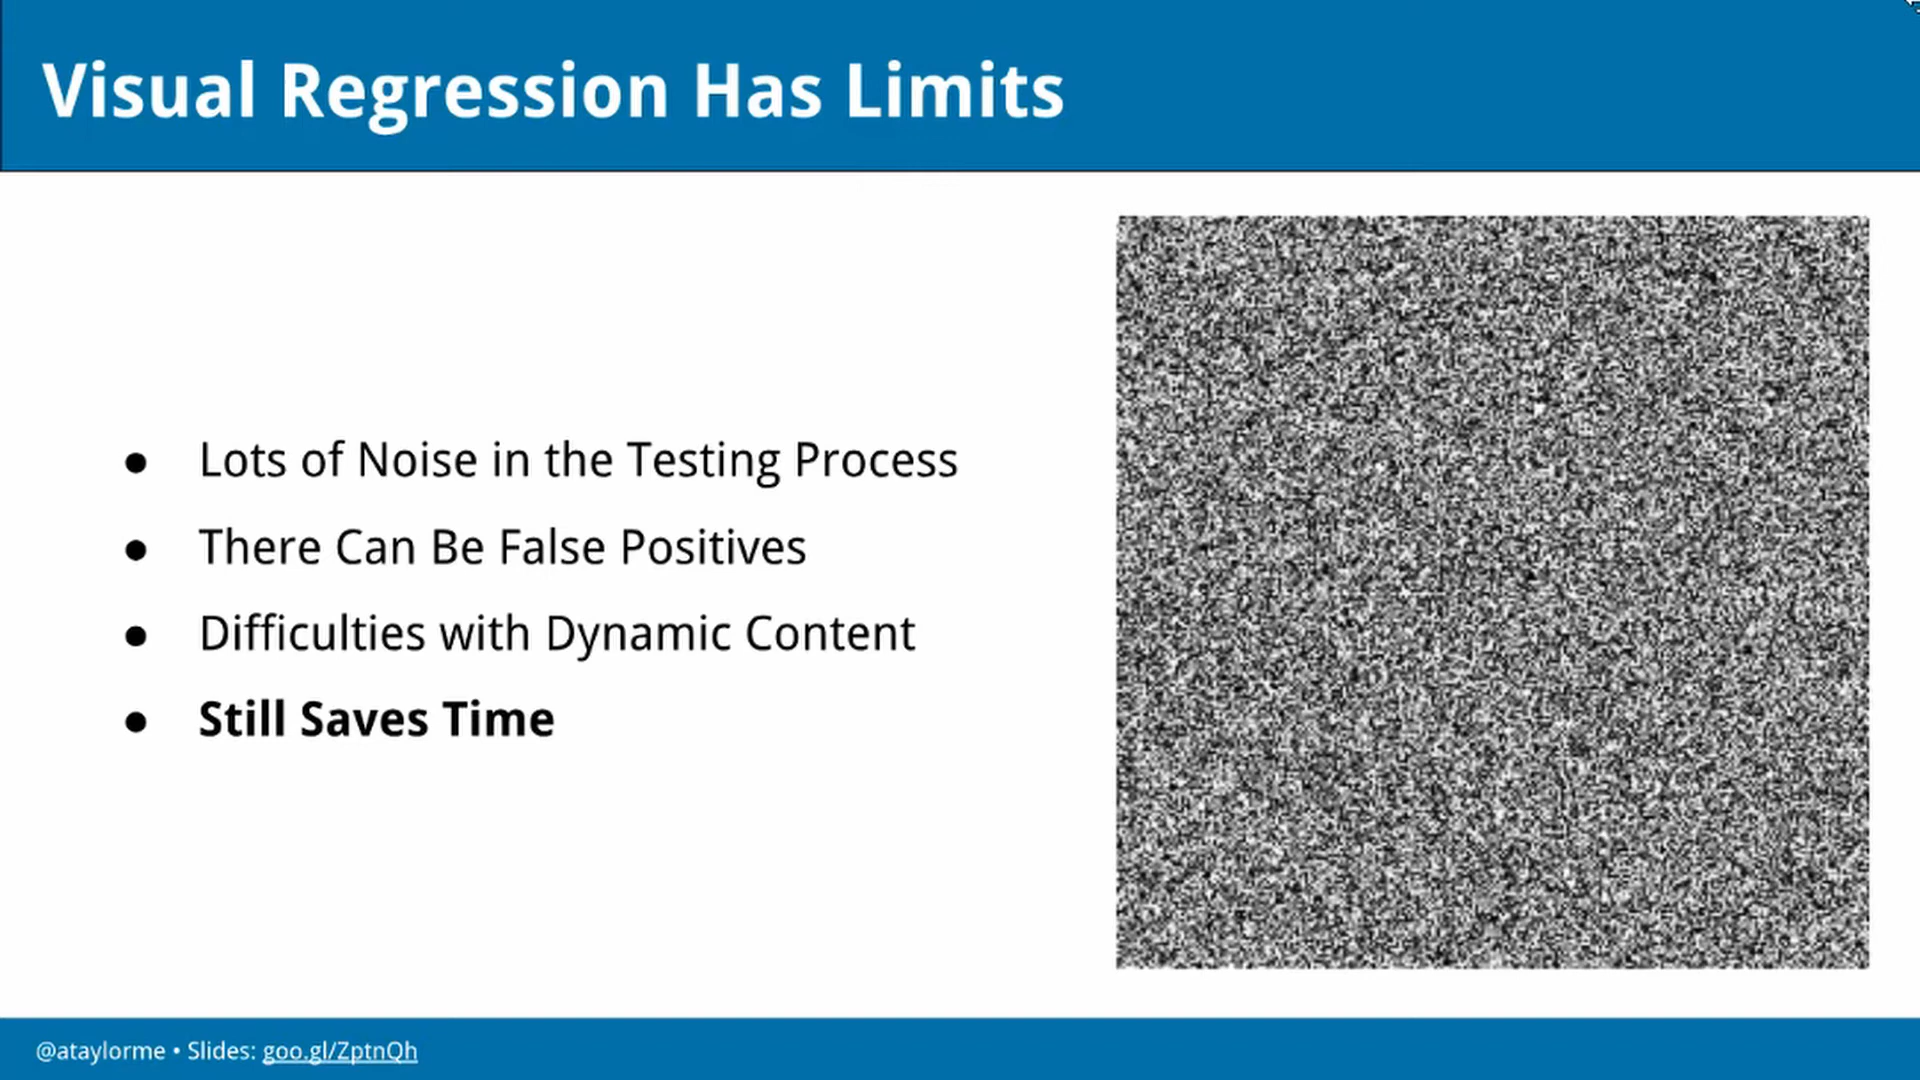 Visual Regression Has Limits
● Lots of Noise in the Testing Process
● There Can Be False Positives
● Difficulties with Dynamic Content
● Still Saves Time
@ataylorme • Slides: goo.gl/ZptnQh